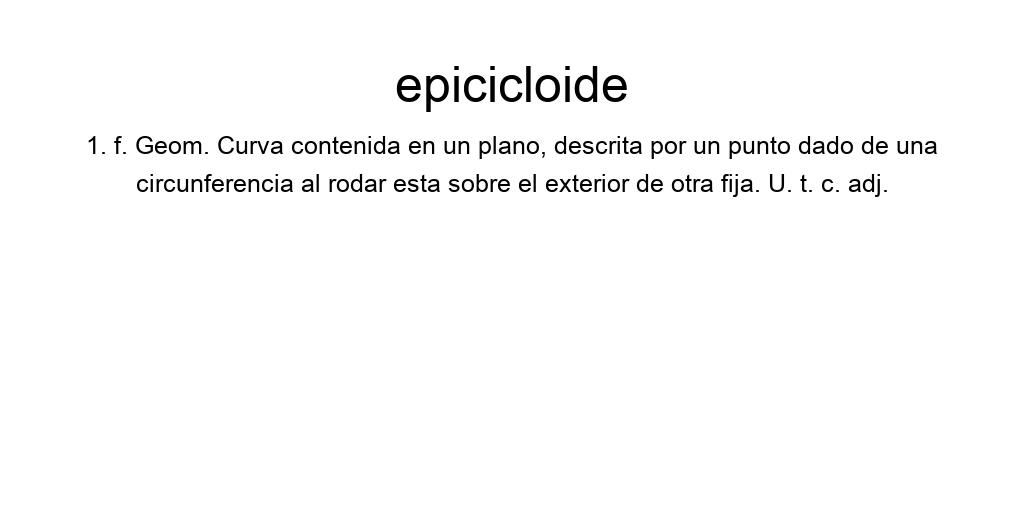 epicicloide
1. f. Geom. Curva contenida en un plano, descrita por un punto dado de una
circunferencia al rodar esta sobre el exterior de otra fija. U. t. c. adj.